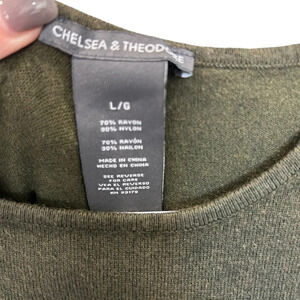 CHELSEA & THEODORE
L/G
70% RAYON
30% NYLON
70% RAYÓN
30% NAILON
MADE IN CHINA
HECHO EN CHINA
SEE REVERSE
FOR CARE
VEA EL REVERSO
PARA EL CUIDADO
RN 93179